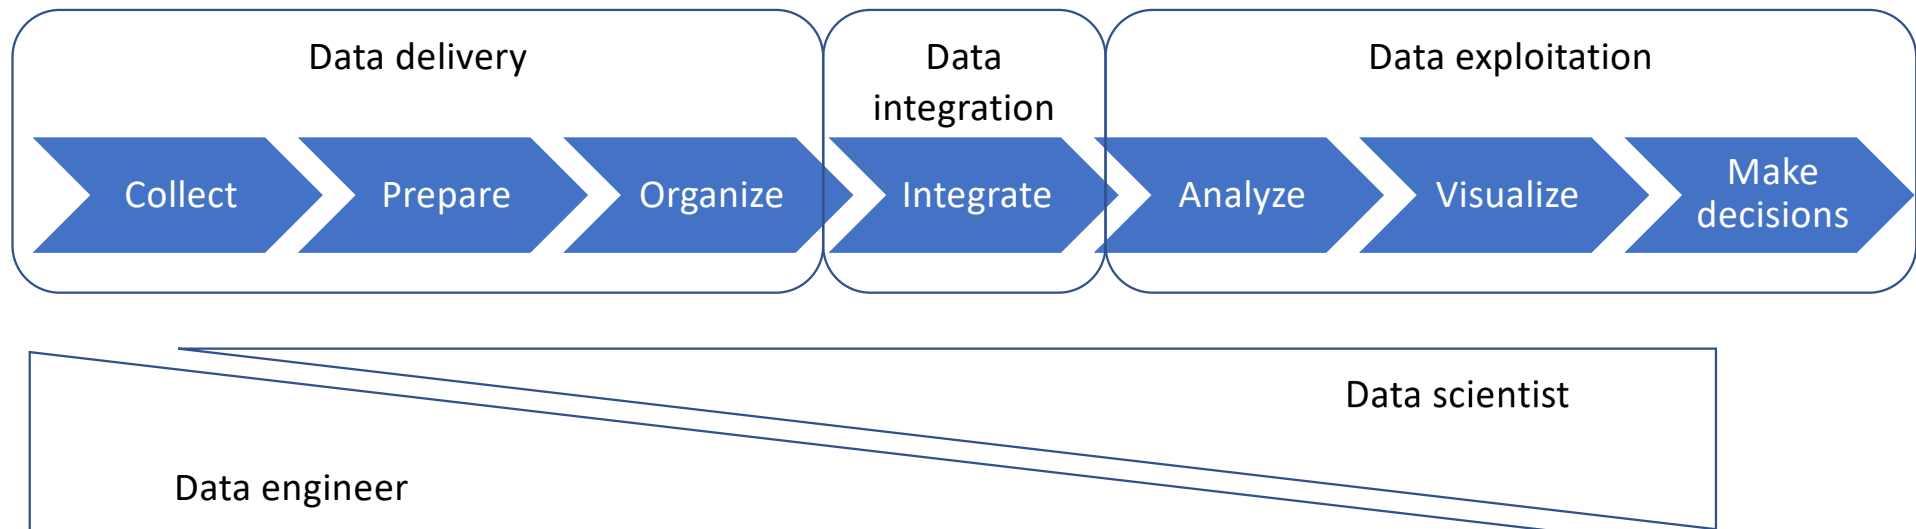 Data delivery
Data
integration
Data exploitation
Collect
Prepare
Organize
Integrate
Analyze
Visualize
Make
decisions
Data scientist
Data engineer